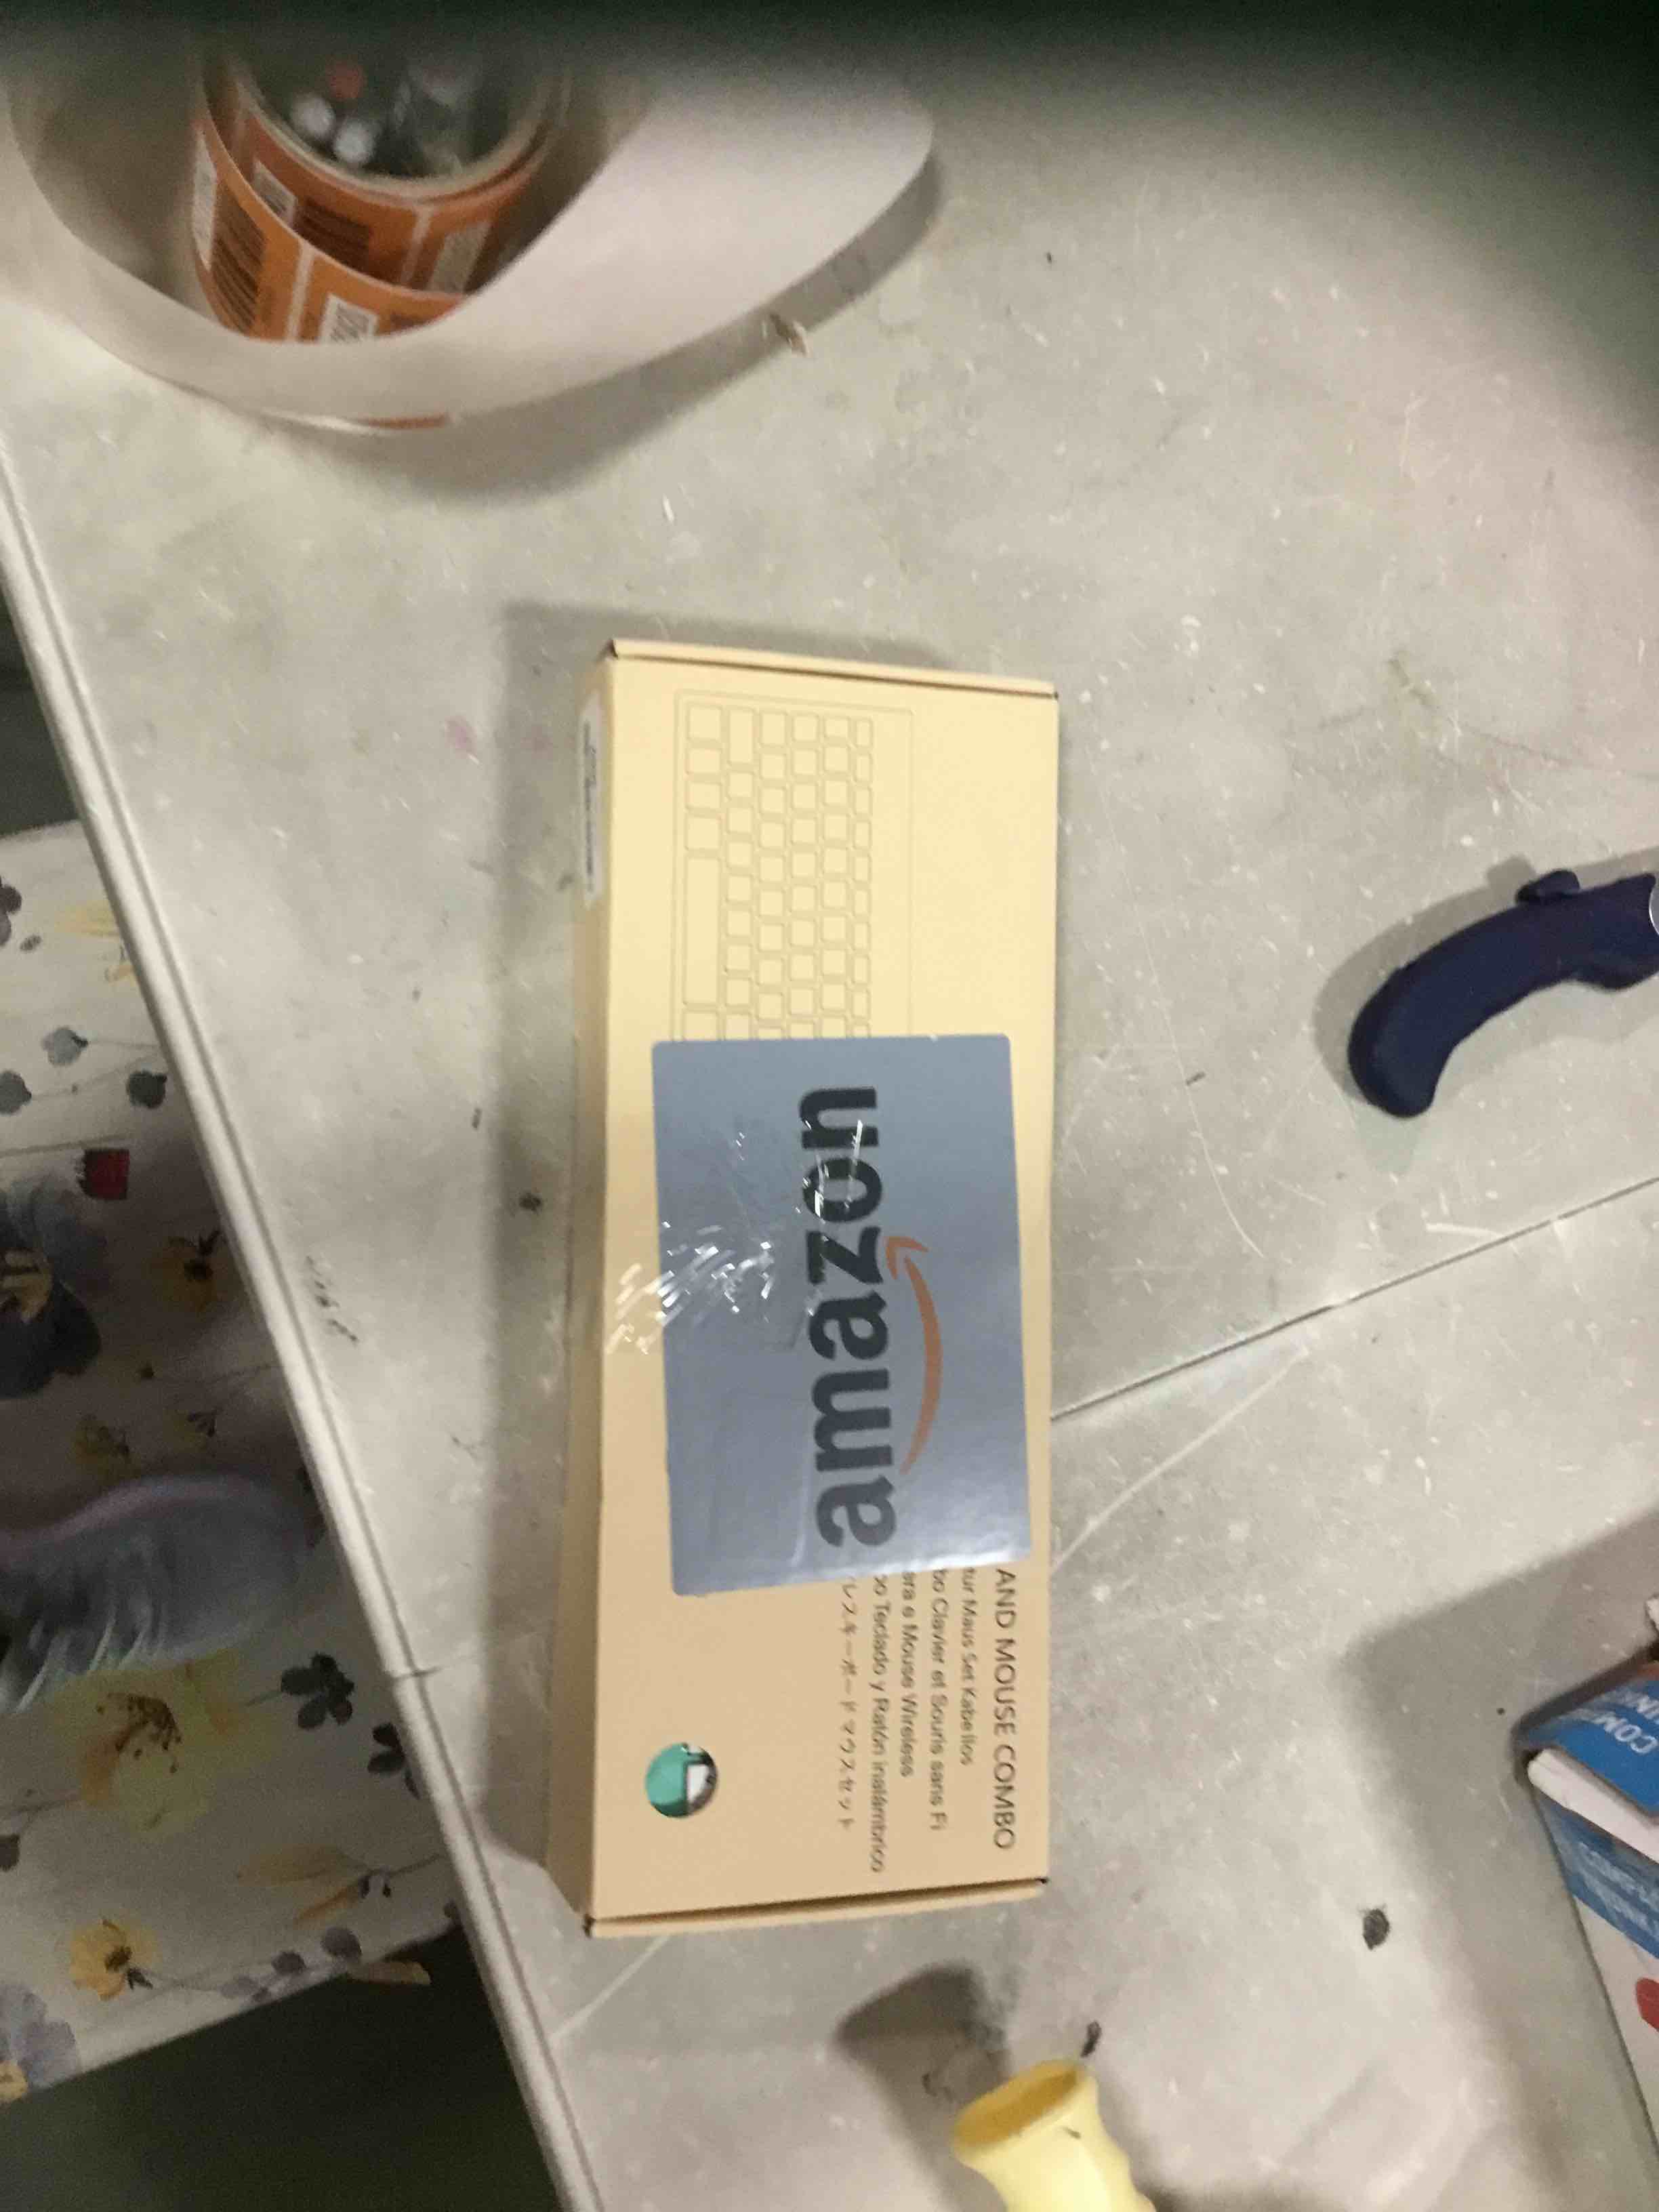 amazon
AND MOUSE COMBO
tur Maus Set Kabellos
bo Clavier et Souris sans Fi
era e Mouse Wireless
bo Teclado y Ratón inalámbrico
レスキーボードマウスセット